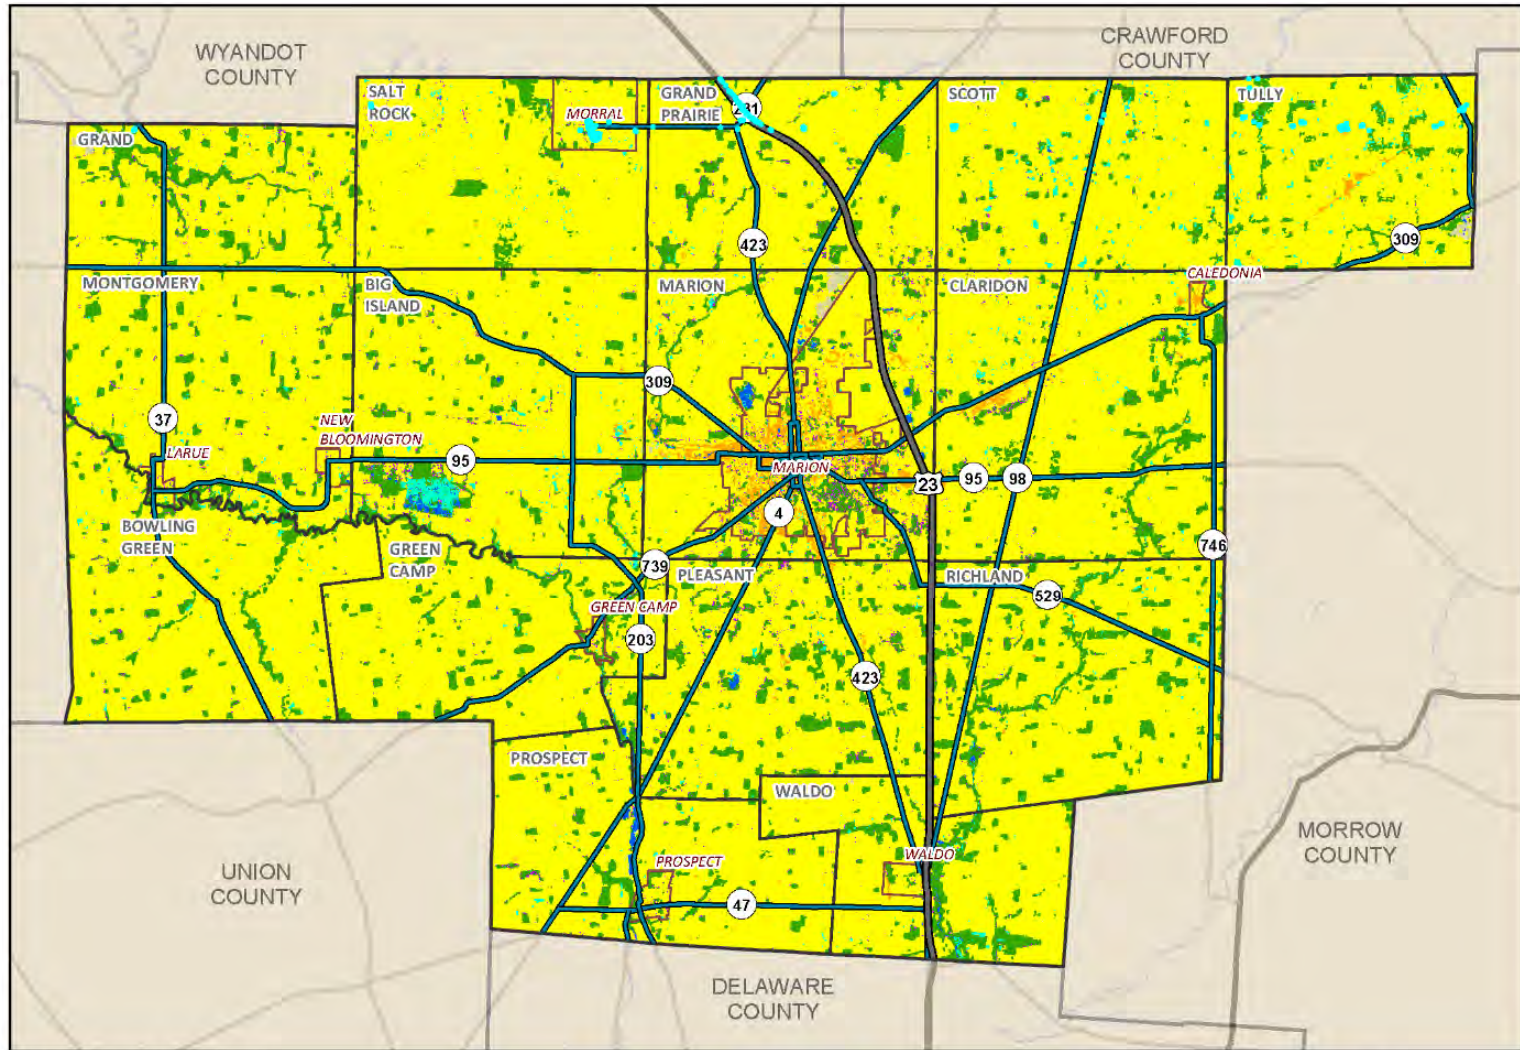 WYANDOT
COUNTY
CRAWFORD
COUNTY
SALT
ROCK
MORRAL
GRAND
PRAIRIE
SCOTT
TULLY
GRAND
423
309
MONTGOMERY
BIG
ISLAND
MARION
CLARIDON
CALEDONIA
309
37
NEW
BLOOMINGTON
LARUE
95
MARION
23
95
98
4
BOWLING
GREEN
GREEN
CAMP
739
PLEASANT
RICHLAND
746
529
GREEN CAMP
203
423
PROSPECT
WALDO
PROSPECT
WALDO
47
UNION
COUNTY
MORROW
COUNTY
DELAWARE
COUNTY